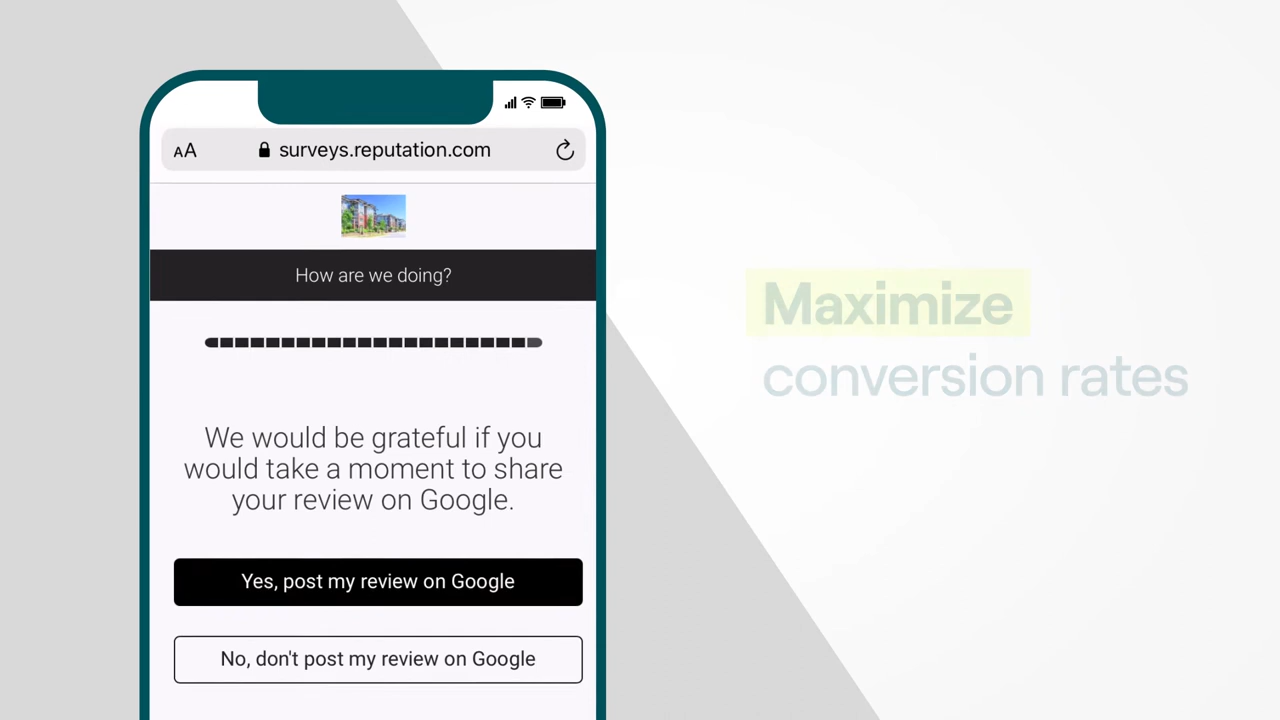 AA surveys.reputation.com
How are we doing?
We would be grateful if you
would take a moment to share
your review on Google.
Yes, post my review on Google
No, don't post my review on Google
Maximize
conversion rates